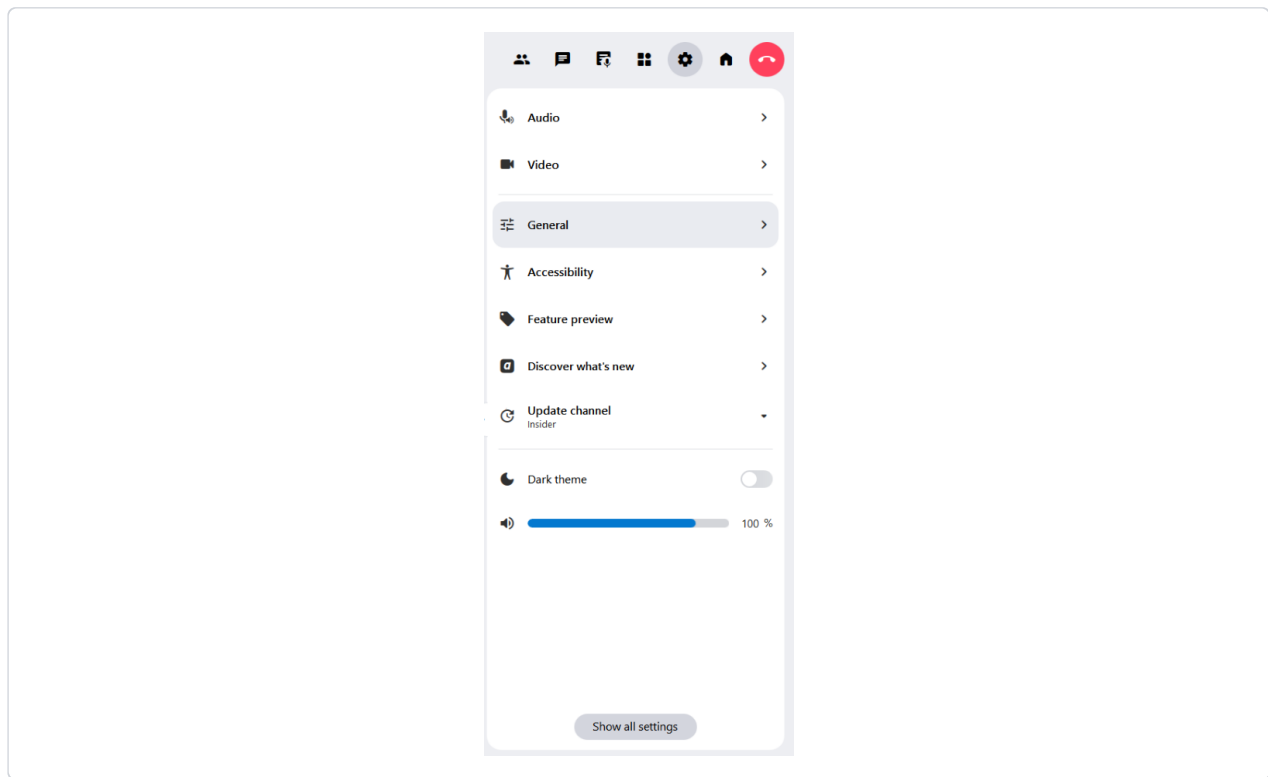 Audio
Video
General
Accessibility
Feature preview
Discover what's new
Update channel
Insider
Dark theme
100 %
Show all settings